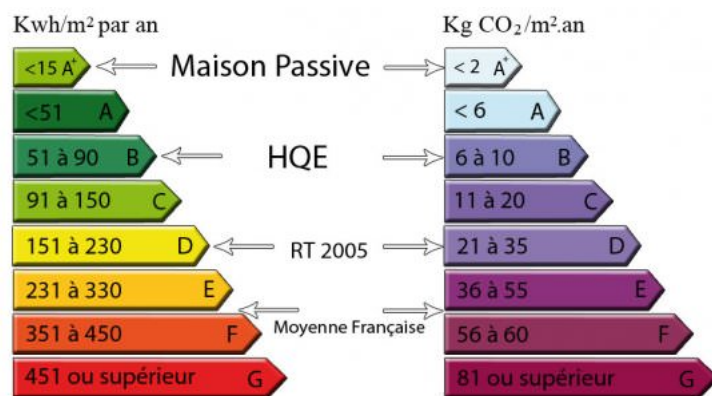 Kwh/m² par an
Kg CO₂/m².an
<15 A⁺
Maison Passive
< 2 A⁺
<51 A
< 6 A
51 à 90 B
HQE
6 à 10 B
91 à 150 C
11 à 20 C
151 à 230 D
RT 2005
21 à 35 D
231 à 330 E
36 à 55 E
Moyenne Française
351 à 450 F
56 à 60 F
451 ou supérieur G
81 ou supérieur G